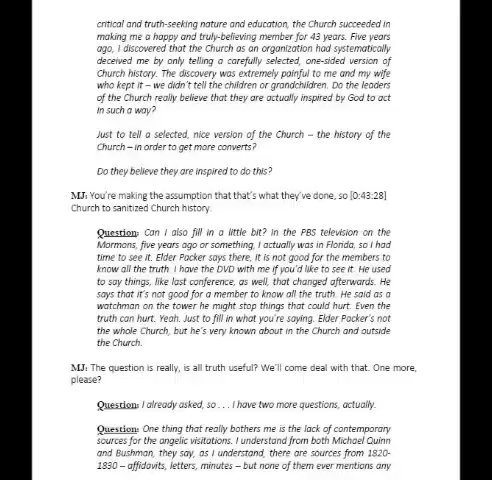 critical and truth-seeking nature and education, the Church succeeded in
making me a happy and truly-believing member for 43 years. Five years
ago, I discovered that the Church as an organization had systematically
deceived me by only telling a carefully selected, one-sided version of
Church history. The discovery was extremely painful to me and my wife
who kept it – we didn't tell the children or grandchildren. Do the leaders
of the Church really believe that they are actually inspired by God to act
in such a way?
Just to tell a selected, nice version of the Church – the history of the
Church – in order to get more converts?
Do they believe they are inspired to do this?
MJ: You're making the assumption that that's what they've done, so [0:43:28]
Church to sanitized Church history.
Question: Can I also fill in a little bit? In the PBS television on the
Mormons, five years ago or something, I actually was in Florida, so I had
time to see it. Elder Packer says there, it is not good for the members to
know all the truth. I have the DVD with me if you'd like to see it. He used
to say things, like last conference, as well, that changed afterwards. He
says that it's not good for a member to know all the truth. He said as a
watchman on the tower he might stop things that could hurt. Even the
truth can hurt. Yeah. Just to fill in what you're saying. Elder Packer's not
the whole Church, but he's very known about in the Church and outside
the Church.
MJ: The question is really, is all truth useful? We'll come deal with that. One more,
please?
Question: I already asked, so . . . I have two more questions, actually.
Question: One thing that really bothers me is the lack of contemporary
sources for the angelic visitations. I understand from both Michael Quinn
and Bushman, they say, as I understand, there are sources from 1820-
1830 – affidavits, letters, minutes – but none of them ever mentions any